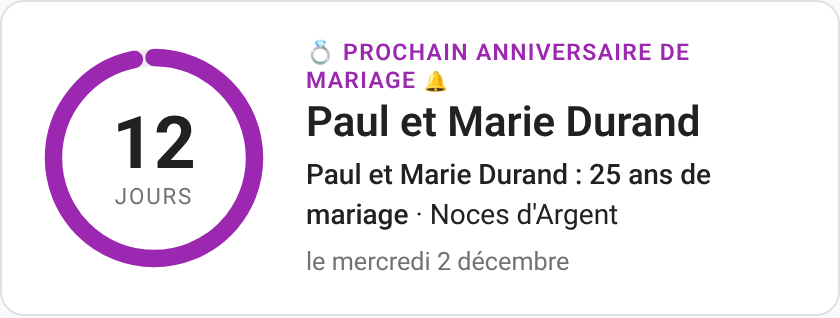 12
JOURS
💍 PROCHAIN ANNIVERSAIRE DE
MARIAGE 🔔
Paul et Marie Durand
Paul et Marie Durand : 25 ans de
mariage · Noces d'Argent
le mercredi 2 décembre